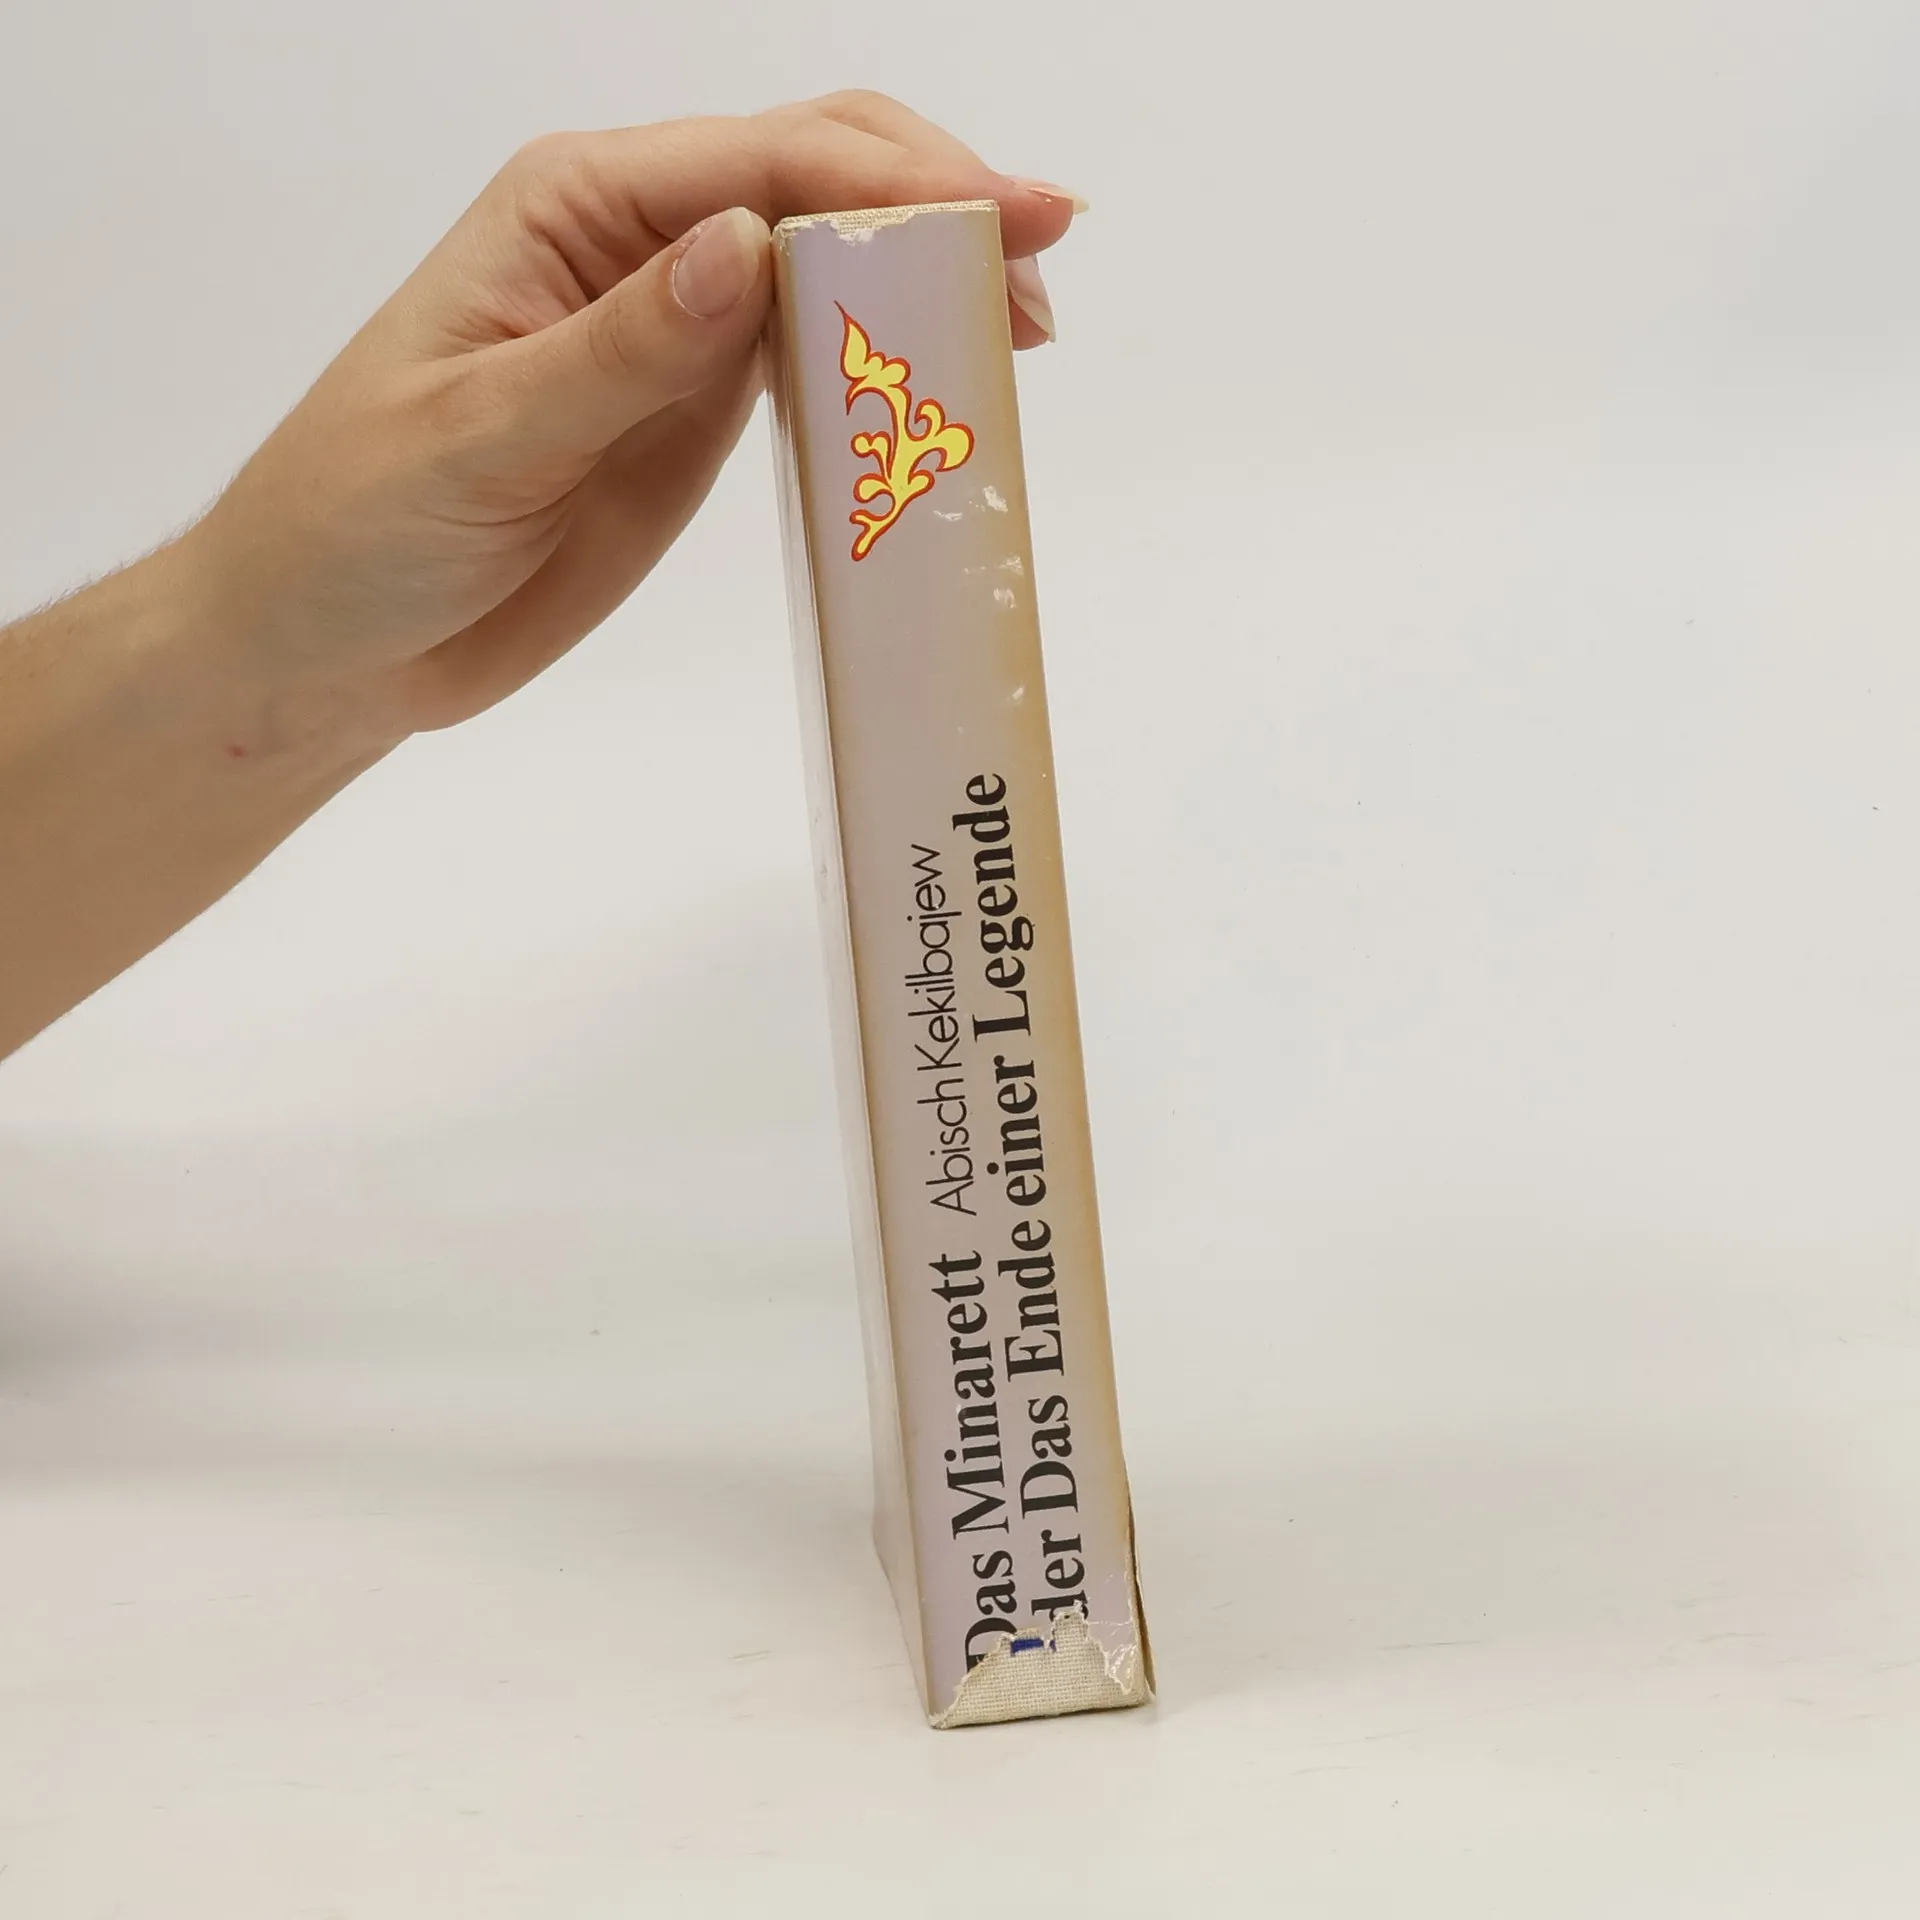 Das Minarett Abisch Kekilbajew
der Das Ende einer Legende